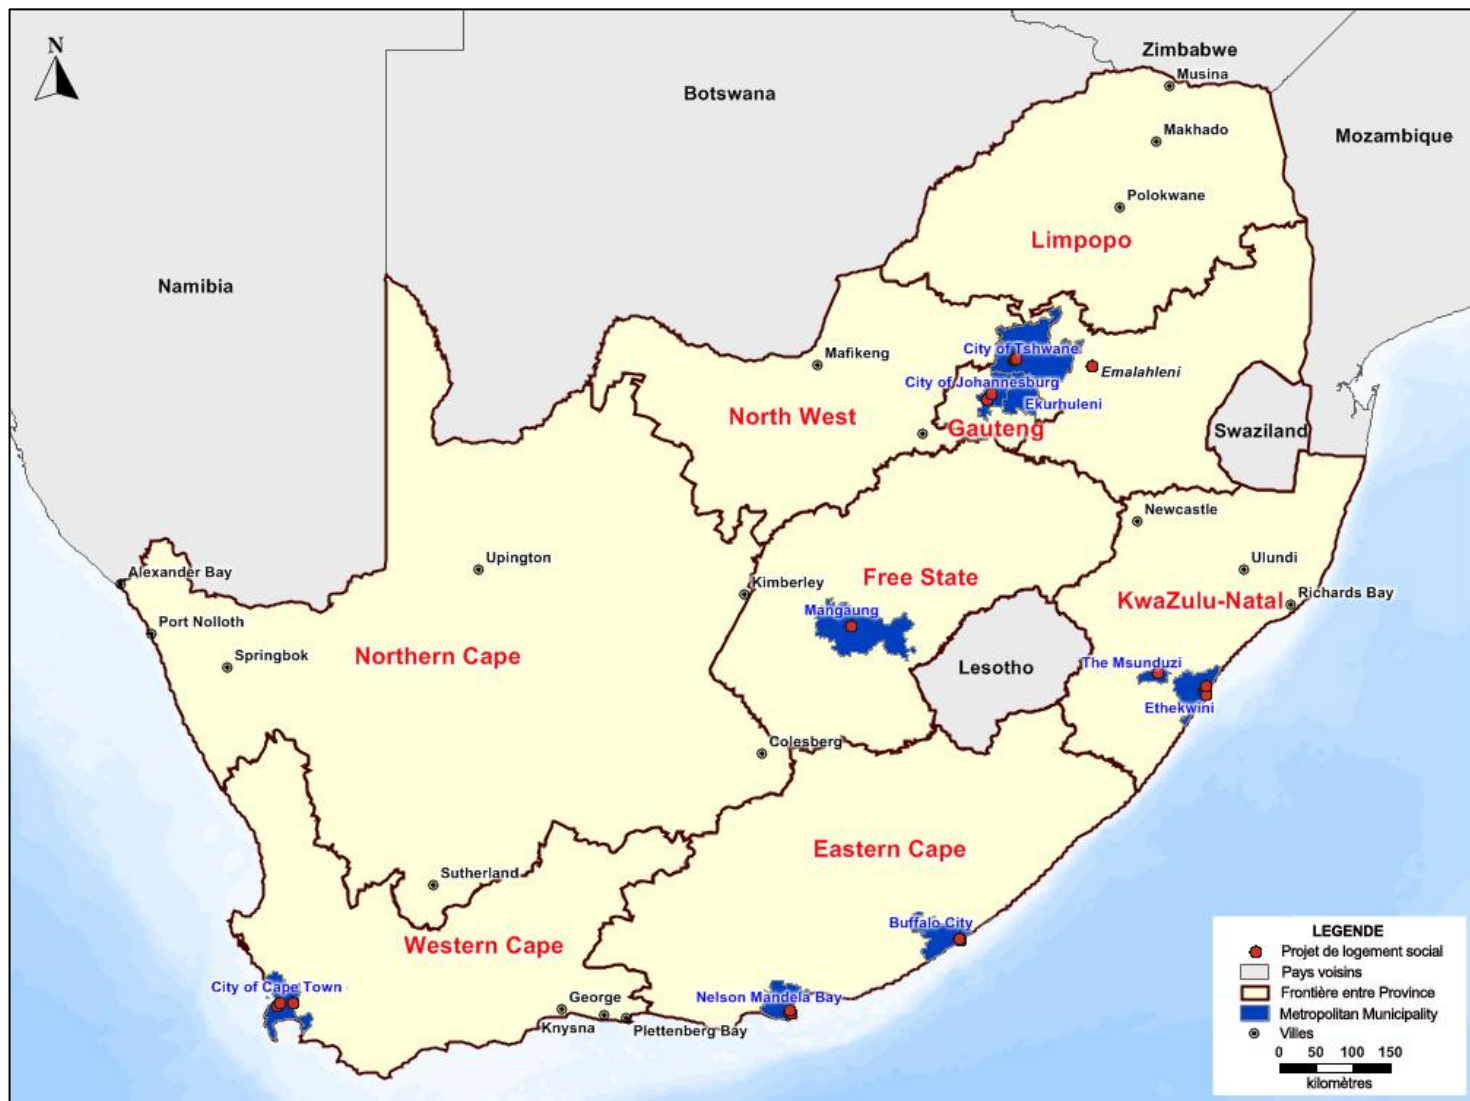 N
Zimbabwe
Musina
Botswana
Makhado
Mozambique
Polokwane
Limpopo
Namibia
City of Tshwane
Mafikeng
Emalahleni
City of Johannesburg
Ekurhuleni
North West
Gauteng
Swaziland
Newcastle
Upington
Ulundi
Alexander Bay
Free State
Kimberley
KwaZulu-Natal
Richards Bay
Mangaung
Port Nolloth
Springbok
Northern Cape
The Msunduzi
Lesotho
Ethekwini
Colesberg
Eastern Cape
Sutherland
Buffalo City
Western Cape
City of Cape Town
Nelson Mandela Bay
George
Knysna
Plettenberg Bay
LEGENDE
Projet de logement social
Pays voisins
Frontière entre Province
Metropolitan Municipality
Villes
0 50 100 150
kilomètres